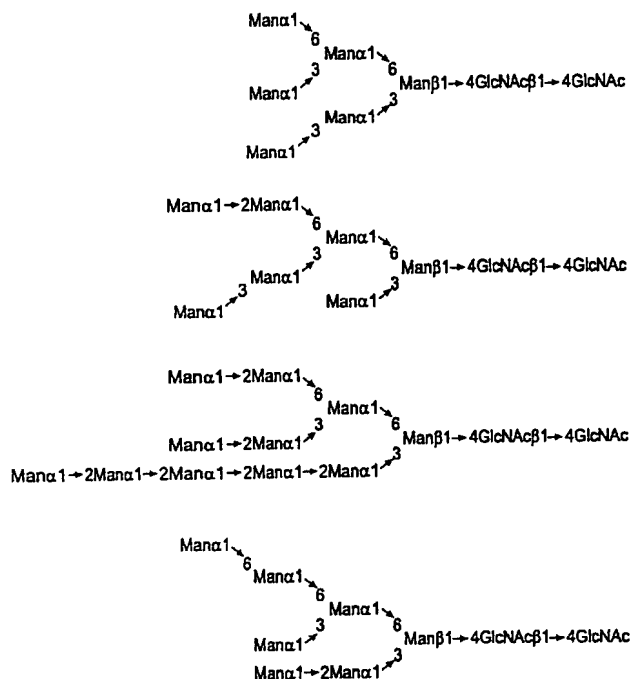 Manα1
6
Manα1
3 6
Manα1 Manβ1→4GlcNAcβ1→4GlcNAc
3
Manα1
3
Manα1
Manα1→2Manα1
6
Manα1
3 6
Manα1 Manβ1→4GlcNAcβ1→4GlcNAc
3 3
Manα1 Manα1
Manα1→2Manα1
6
Manα1
3 6
Manα1→2Manα1 Manβ1→4GlcNAcβ1→4GlcNAc
3
Manα1→2Manα1→2Manα1→2Manα1→2Manα1
Manα1
6
Manα1
6
Manα1
3 6
Manα1 Manβ1→4GlcNAcβ1→4GlcNAc
3
Manα1→2Manα1